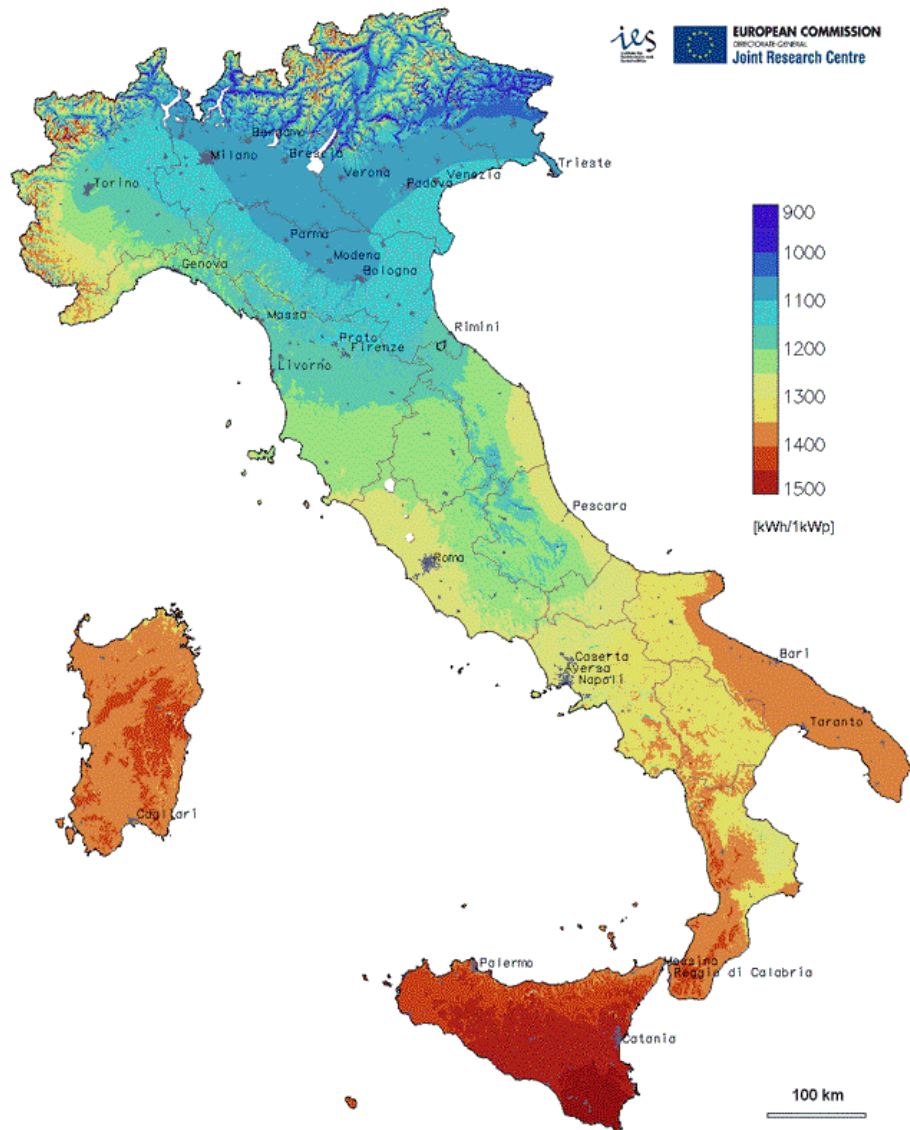 ies
EUROPEAN COMMISSION
DIRECTORATE-GENERAL
Joint Research Centre
Bergamo
Milano
Brescia
Trieste
Verona
Venezia
Padova
Torino
900
1000
1100
1200
1300
1400
1500
[kWh/1kWp]
Parma
Modena
Genova
Bologna
Massa
Rimini
Prato
Firenze
Livorno
Pescara
Roma
Caserta
Aversa
Napoli
Bari
Taranto
Cagliari
Palermo
Messina
Reggio di Calabria
Catania
100 km